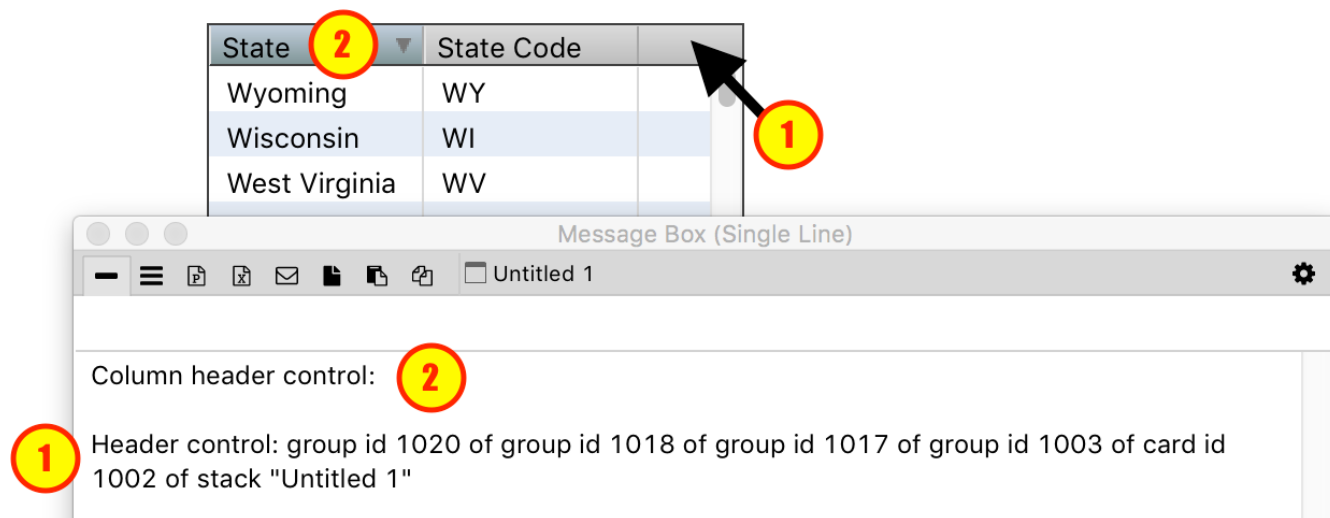 State 2 State Code
Wyoming WY
Wisconsin WI
1
West Virginia WV
Message Box (Single Line)
Untitled 1
Column header control: 2
1 Header control: group id 1020 of group id 1018 of group id 1017 of group id 1003 of card id
1002 of stack "Untitled 1"